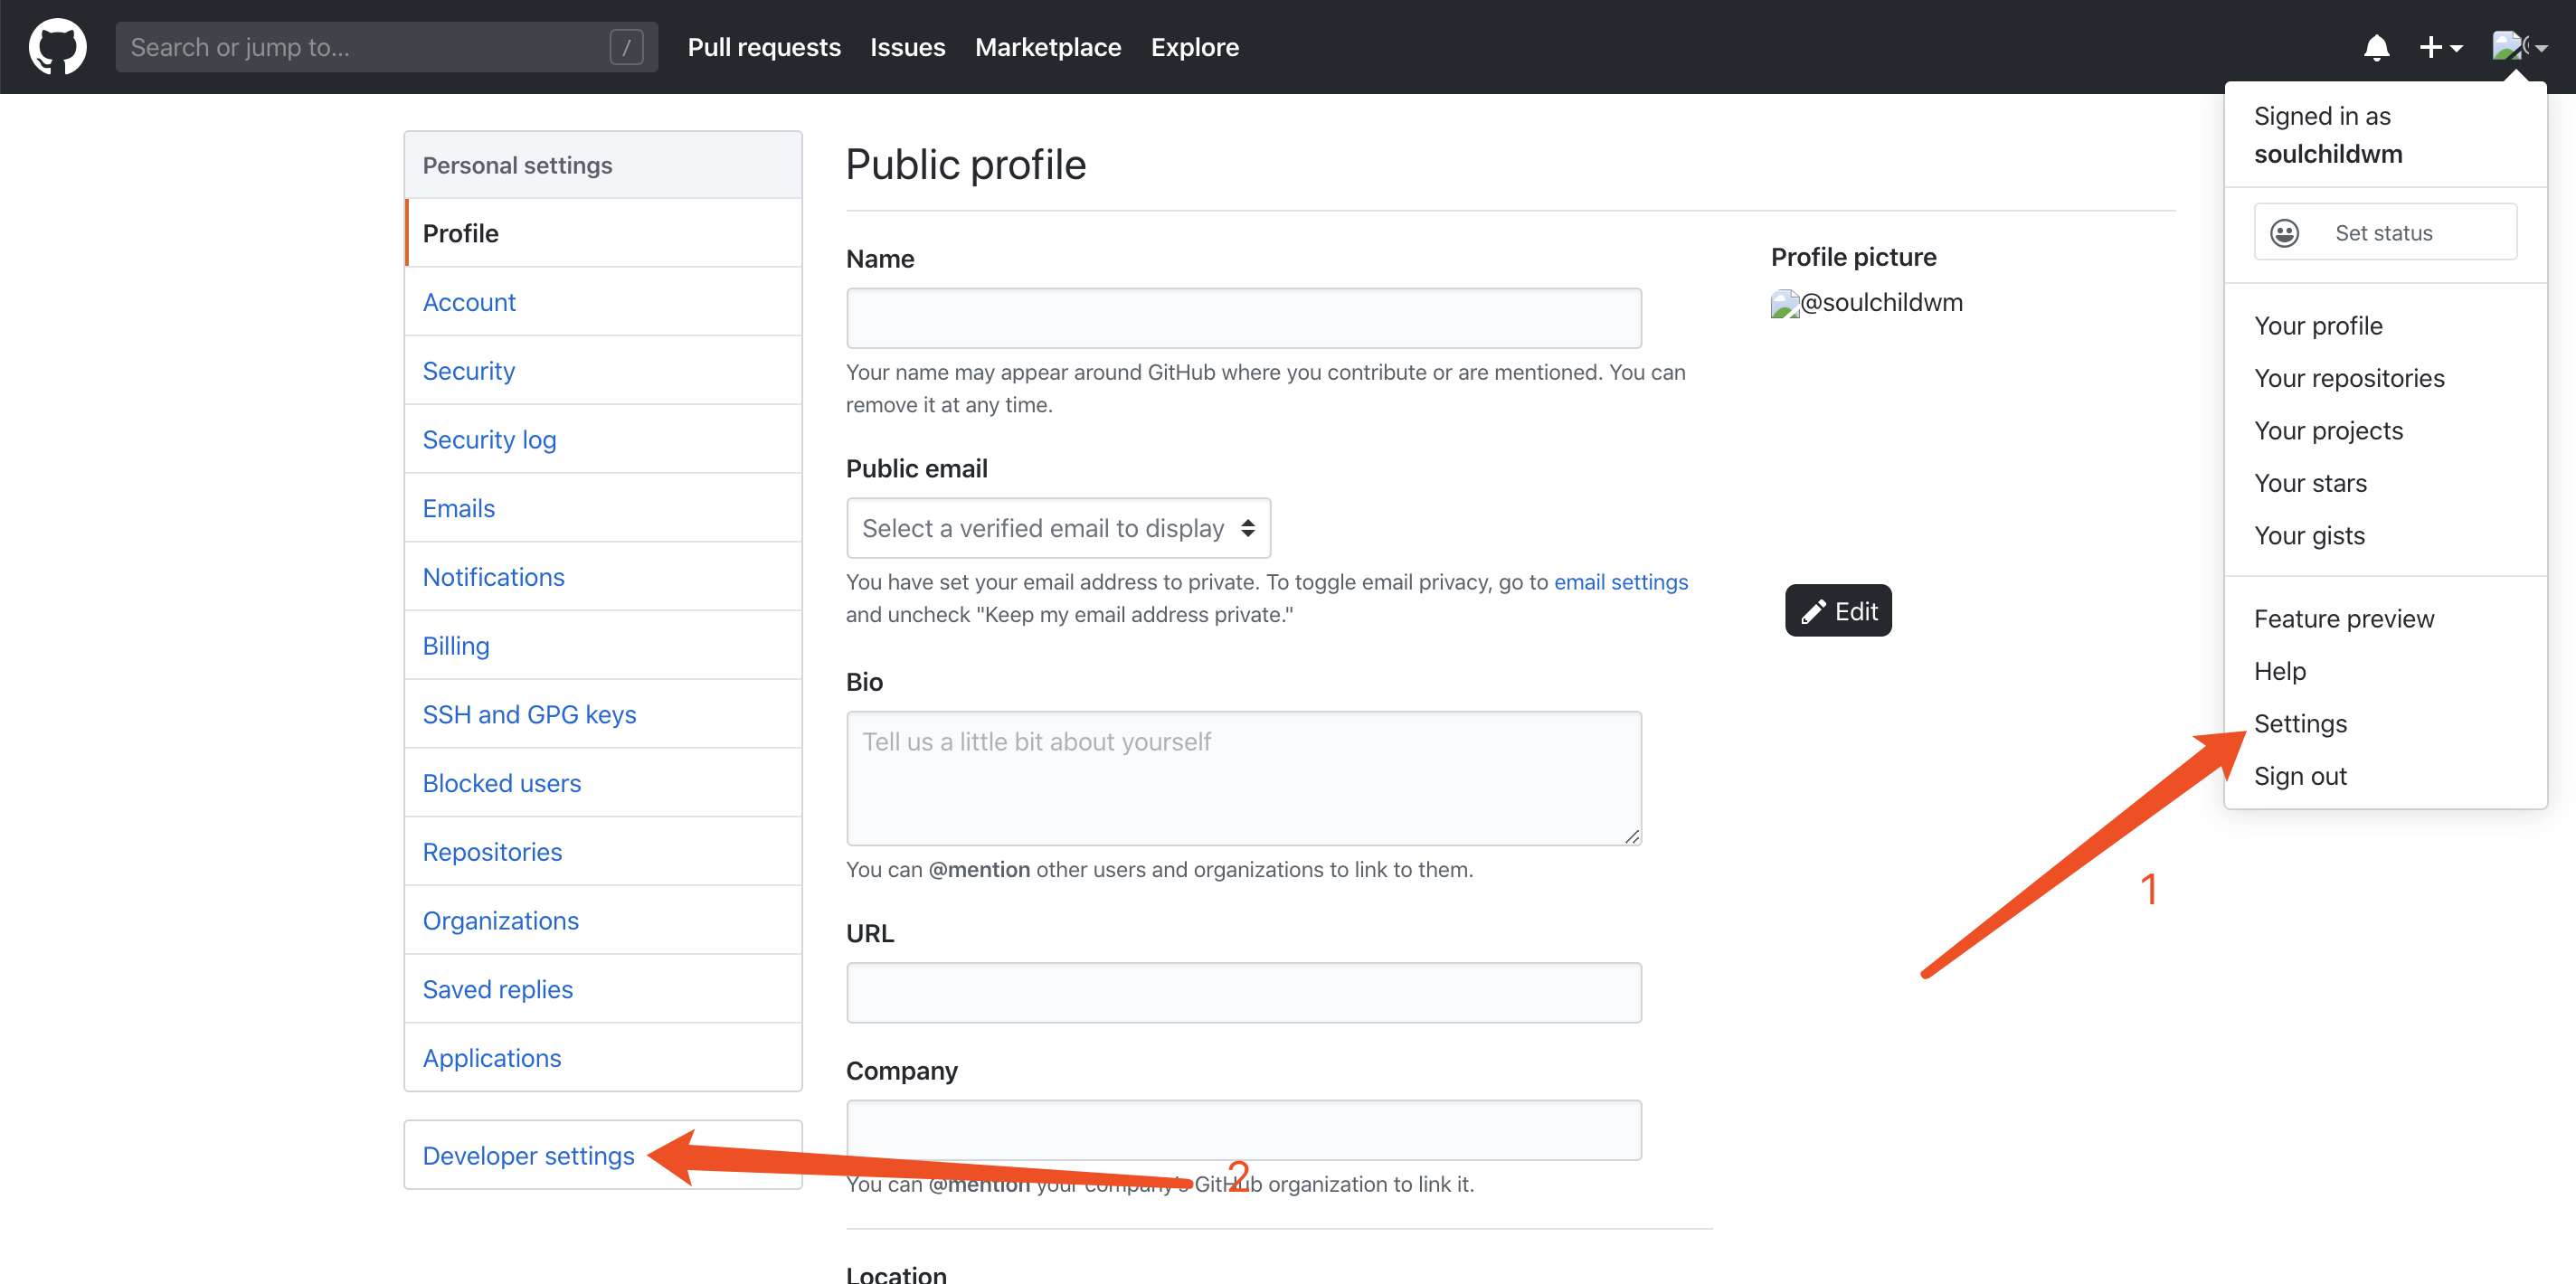 Search or jump to...
/
Pull requests
Issues
Marketplace
Explore
Signed in as
soulchildwm
Set status
Your profile
Your repositories
Your projects
Your stars
Your gists
Feature preview
Help
Settings
Sign out
1
Personal settings
Profile
Account
Security
Security log
Emails
Notifications
Billing
SSH and GPG keys
Blocked users
Repositories
Organizations
Saved replies
Applications
Developer settings
2
Public profile
Name
Your name may appear around GitHub where you contribute or are mentioned. You can
remove it at any time.
Public email
Select a verified email to display
You have set your email address to private. To toggle email privacy, go to email settings
and uncheck "Keep my email address private."
Bio
Tell us a little bit about yourself
You can @mention other users and organizations to link to them.
URL
Company
You can @mention your company's GitHub organization to link it.
Location
Profile picture
@soulchildwm
Edit